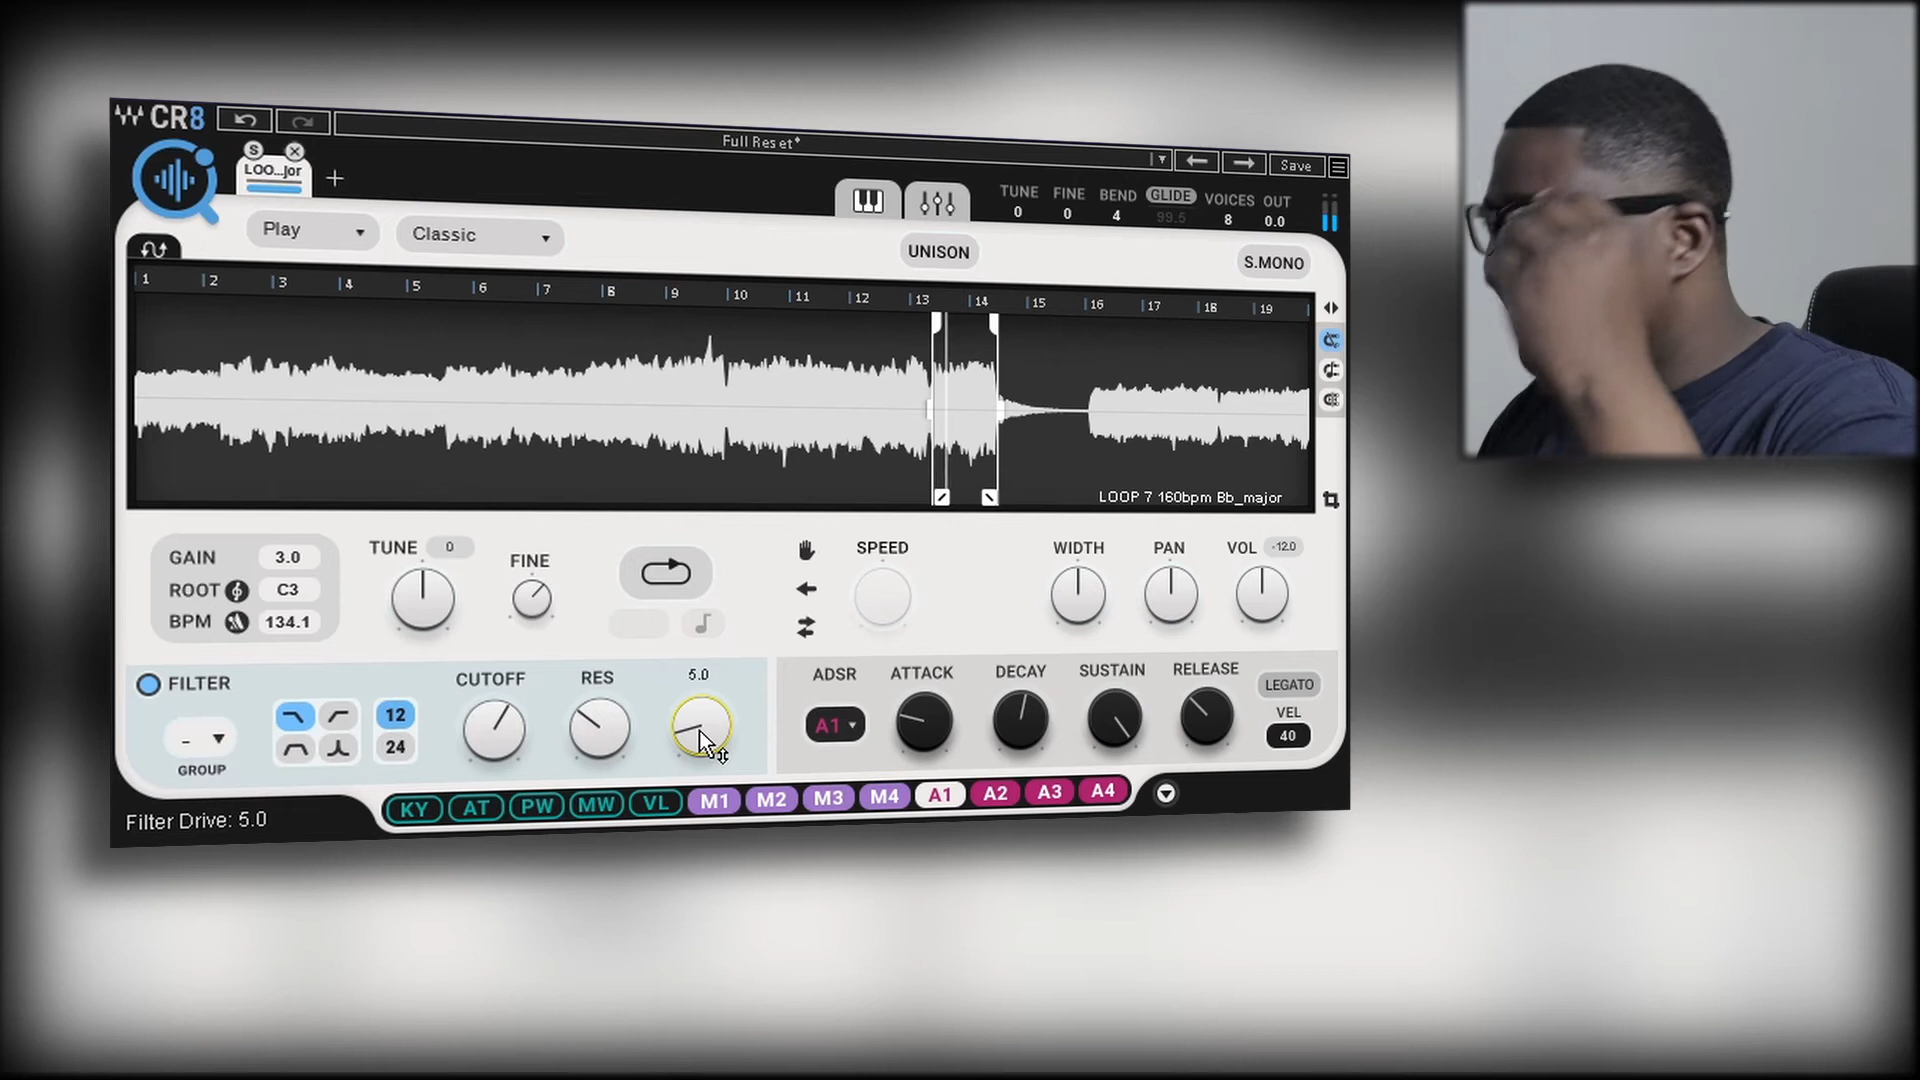 CR8
Full Reset*
Save
S
LOO...jor
TUNE FINE BEND GLIDE VOICES OUT
0 0 4 99.5 8 0.0
Play
Classic
UNISON
S.MONO
1 2 3 4 5 6 7 8 9 10 11 12 13 14 15 16 17 18 19
LOOP 7 160bpm Bb_major
GAIN 3.0
ROOT C3
BPM 134.1
TUNE 0
FINE
SPEED
WIDTH
PAN
VOL -12.0
FILTER
-
GROUP
12
24
CUTOFF
RES
5.0
ADSR
A1
ATTACK
DECAY
SUSTAIN
RELEASE
LEGATO
VEL
40
KY AT PW MW VL M1 M2 M3 M4 A1 A2 A3 A4
Filter Drive: 5.0